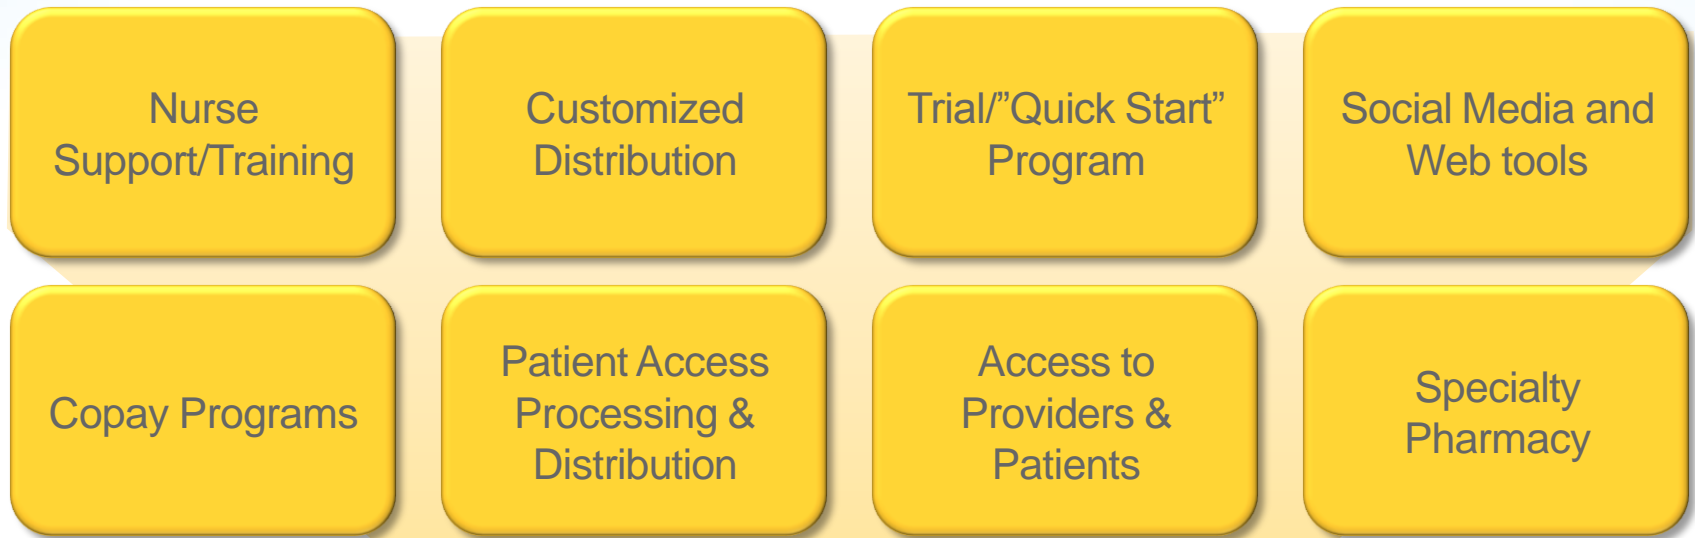 Nurse
Support/Training
Customized
Distribution
Trial/”Quick Start”
Program
Social Media and
Web tools
Copay Programs
Patient Access
Processing &
Distribution
Access to
Providers &
Patients
Specialty
Pharmacy